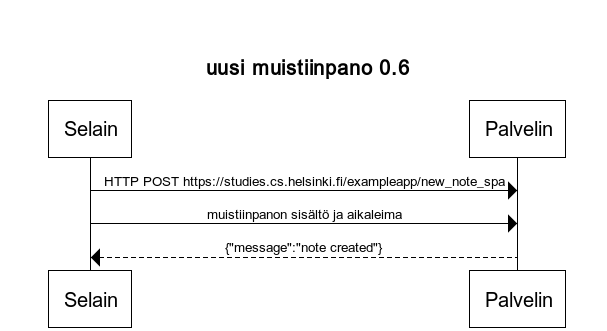 uusi muistiinpano 0.6
Selain
Palvelin
HTTP POST https://studies.cs.helsinki.fi/exampleapp/new_note_spa
muistiinpanon sisältö ja aikaleima
{"message":"note created"}
Selain
Palvelin